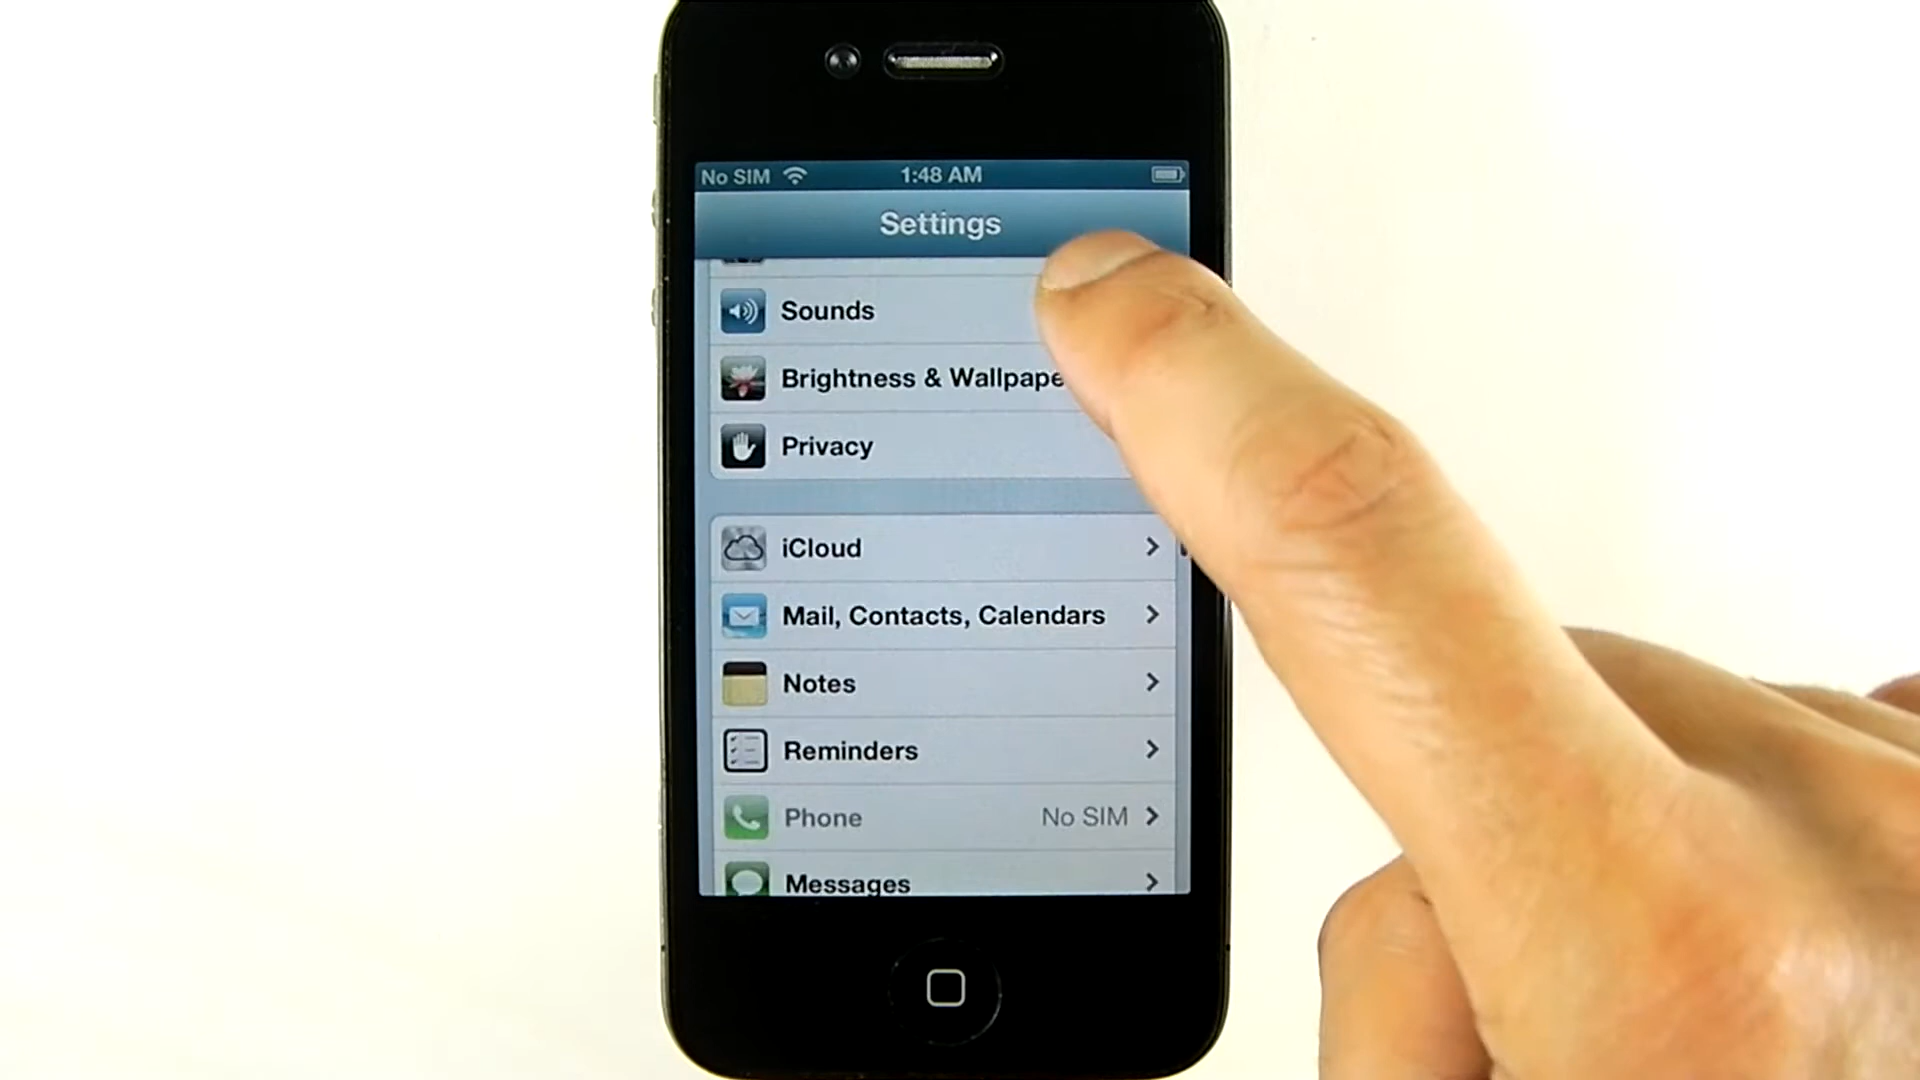 No SIM 1:48 AM
Settings
Sounds
Brightness & Wallpape
Privacy
iCloud
Mail, Contacts, Calendars
Notes
Reminders
Phone No SIM
Messages